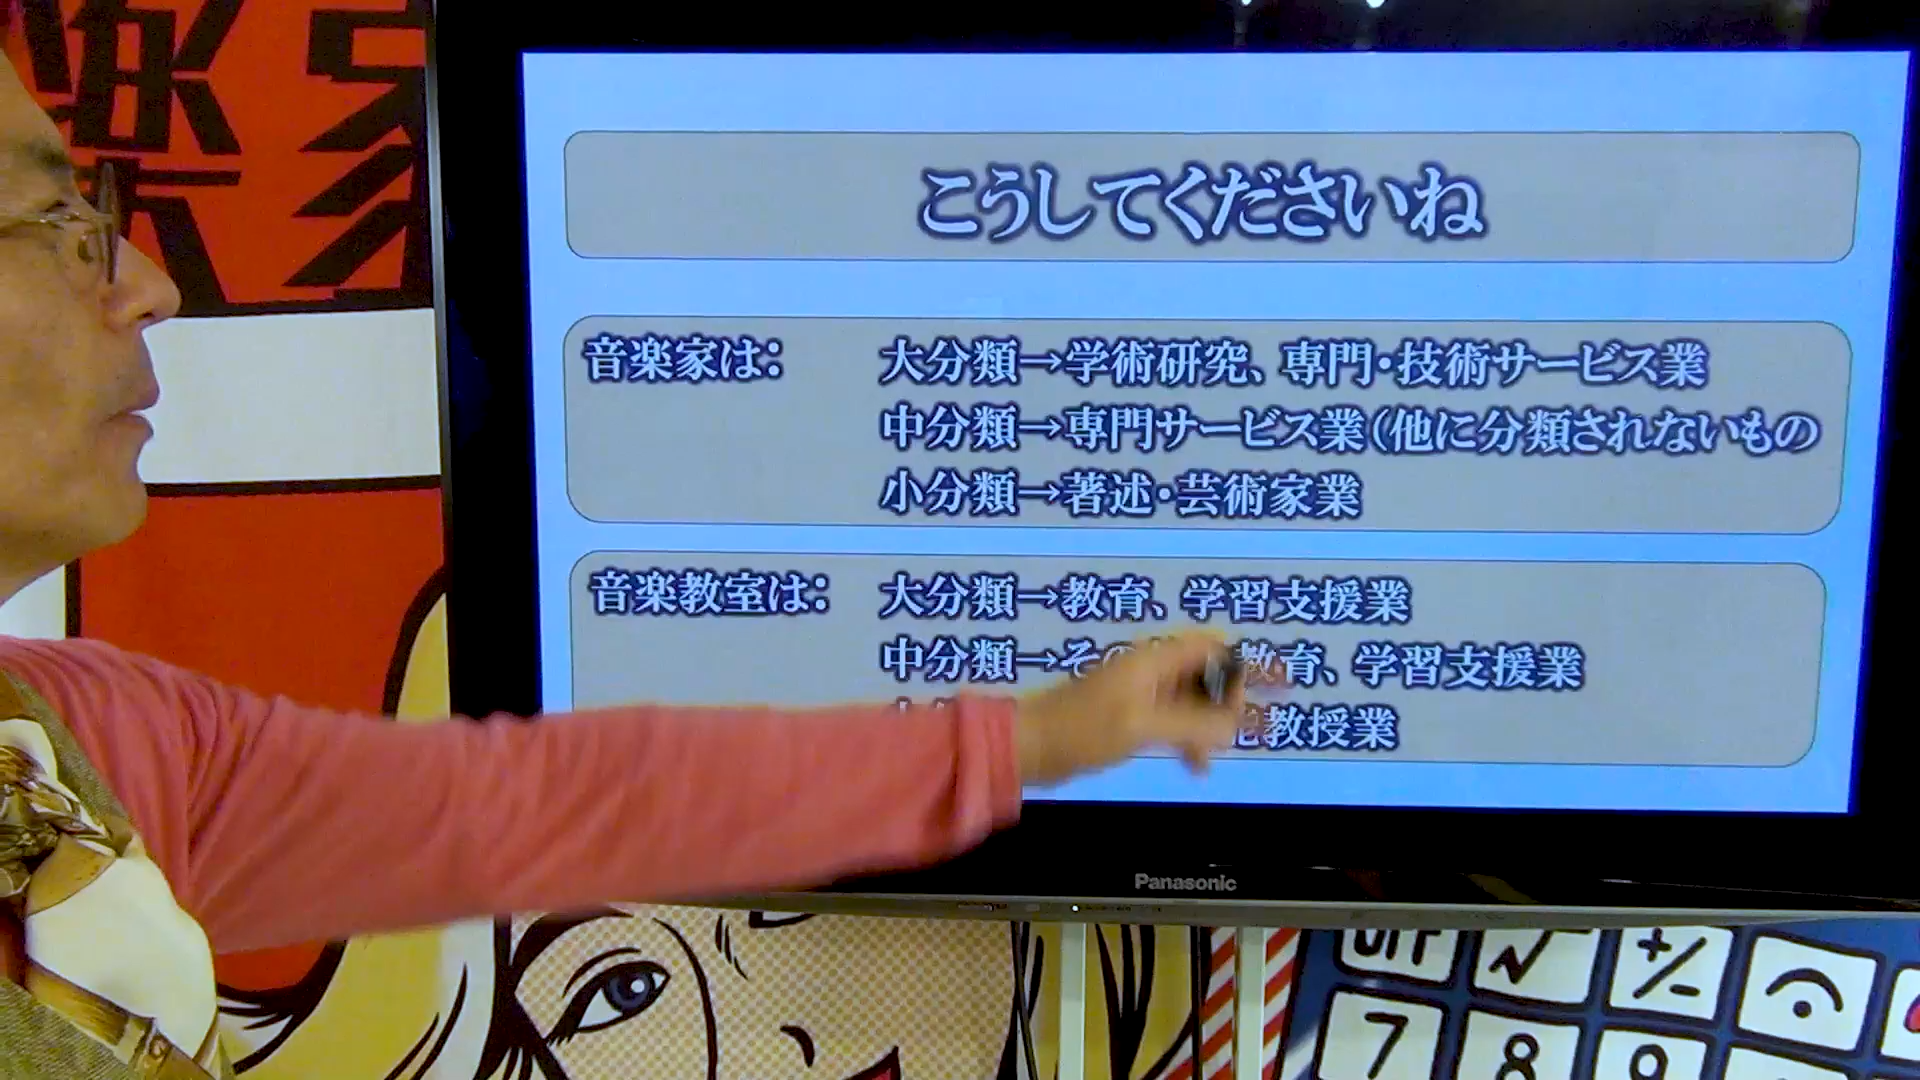 こうしてくださいね
音楽家は：
大分類→学術研究、専門・技術サービス業
中分類→専門サービス業（他に分類されないもの
小分類→著述・芸術家業
音楽教室は：
大分類→教育、学習支援業
中分類→その 教育、学習支援業
教授業
Panasonic
OFF √ +/-
7 8 9